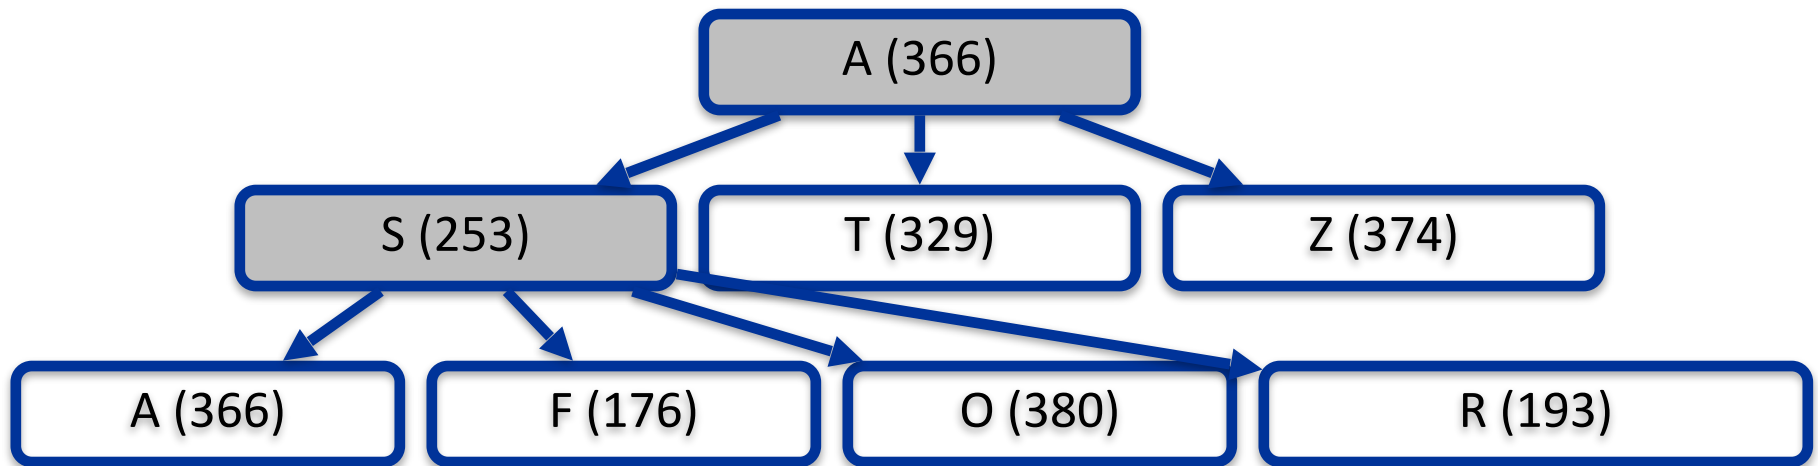 A (366)
S (253)
T (329)
Z (374)
A (366)
F (176)
O (380)
R (193)